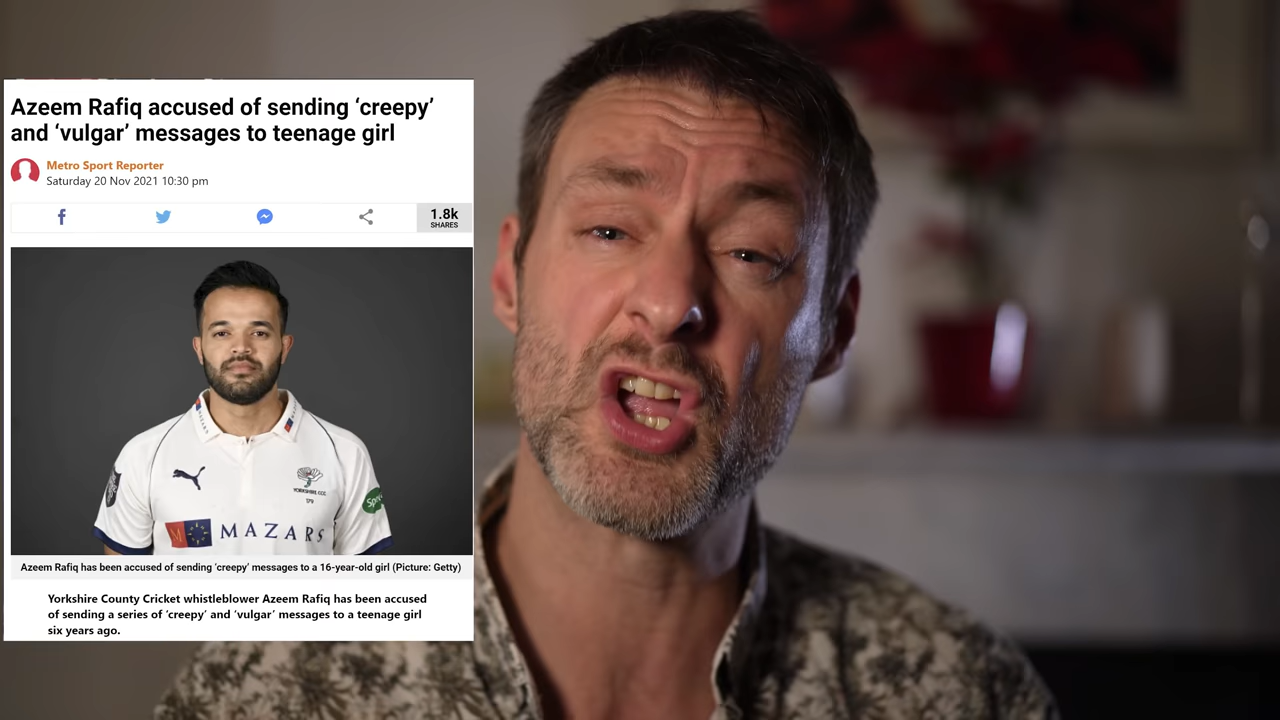 Azeem Rafiq accused of sending ‘creepy’
and ‘vulgar’ messages to teenage girl
Metro Sport Reporter
Saturday 20 Nov 2021 10:30 pm
1.8k
SHARES
YORKSHIRE CCC
179
MAZARS
Azeem Rafiq has been accused of sending ‘creepy’ messages to a 16-year-old girl (Picture: Getty)
Yorkshire County Cricket whistleblower Azeem Rafiq has been accused
of sending a series of ‘creepy’ and ‘vulgar’ messages to a teenage girl
six years ago.